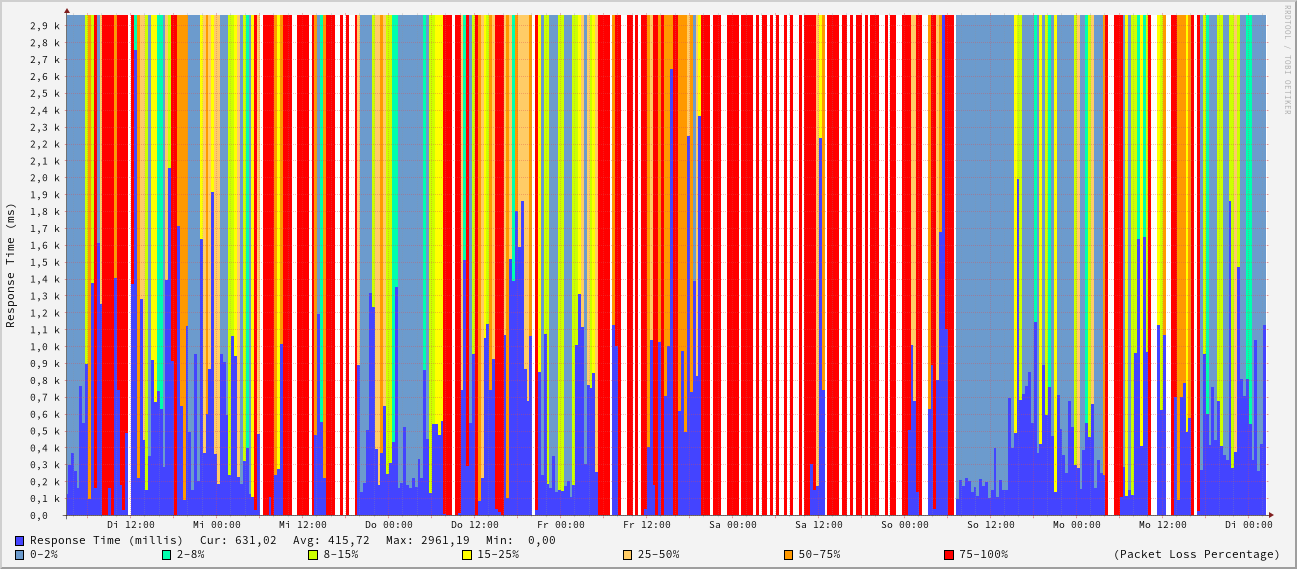 RRDTOOL / TOBI OETIKER
Response Time (ms)
2,9 k
2,8 k
2,7 k
2,6 k
2,5 k
2,4 k
2,3 k
2,2 k
2,1 k
2,0 k
1,9 k
1,8 k
1,7 k
1,6 k
1,5 k
1,4 k
1,3 k
1,2 k
1,1 k
1,0 k
0,9 k
0,8 k
0,7 k
0,6 k
0,5 k
0,4 k
0,3 k
0,2 k
0,1 k
0,0
Di 12:00 Mi 00:00 Mi 12:00 Do 00:00 Do 12:00 Fr 00:00 Fr 12:00 Sa 00:00 Sa 12:00 So 00:00 So 12:00 Mo 00:00 Mo 12:00 Di 00:00
Response Time (millis) Cur: 631,02 Avg: 415,72 Max: 2961,19 Min: 0,00
0-2% 2-8% 8-15% 15-25% 25-50% 50-75% 75-100% (Packet Loss Percentage)